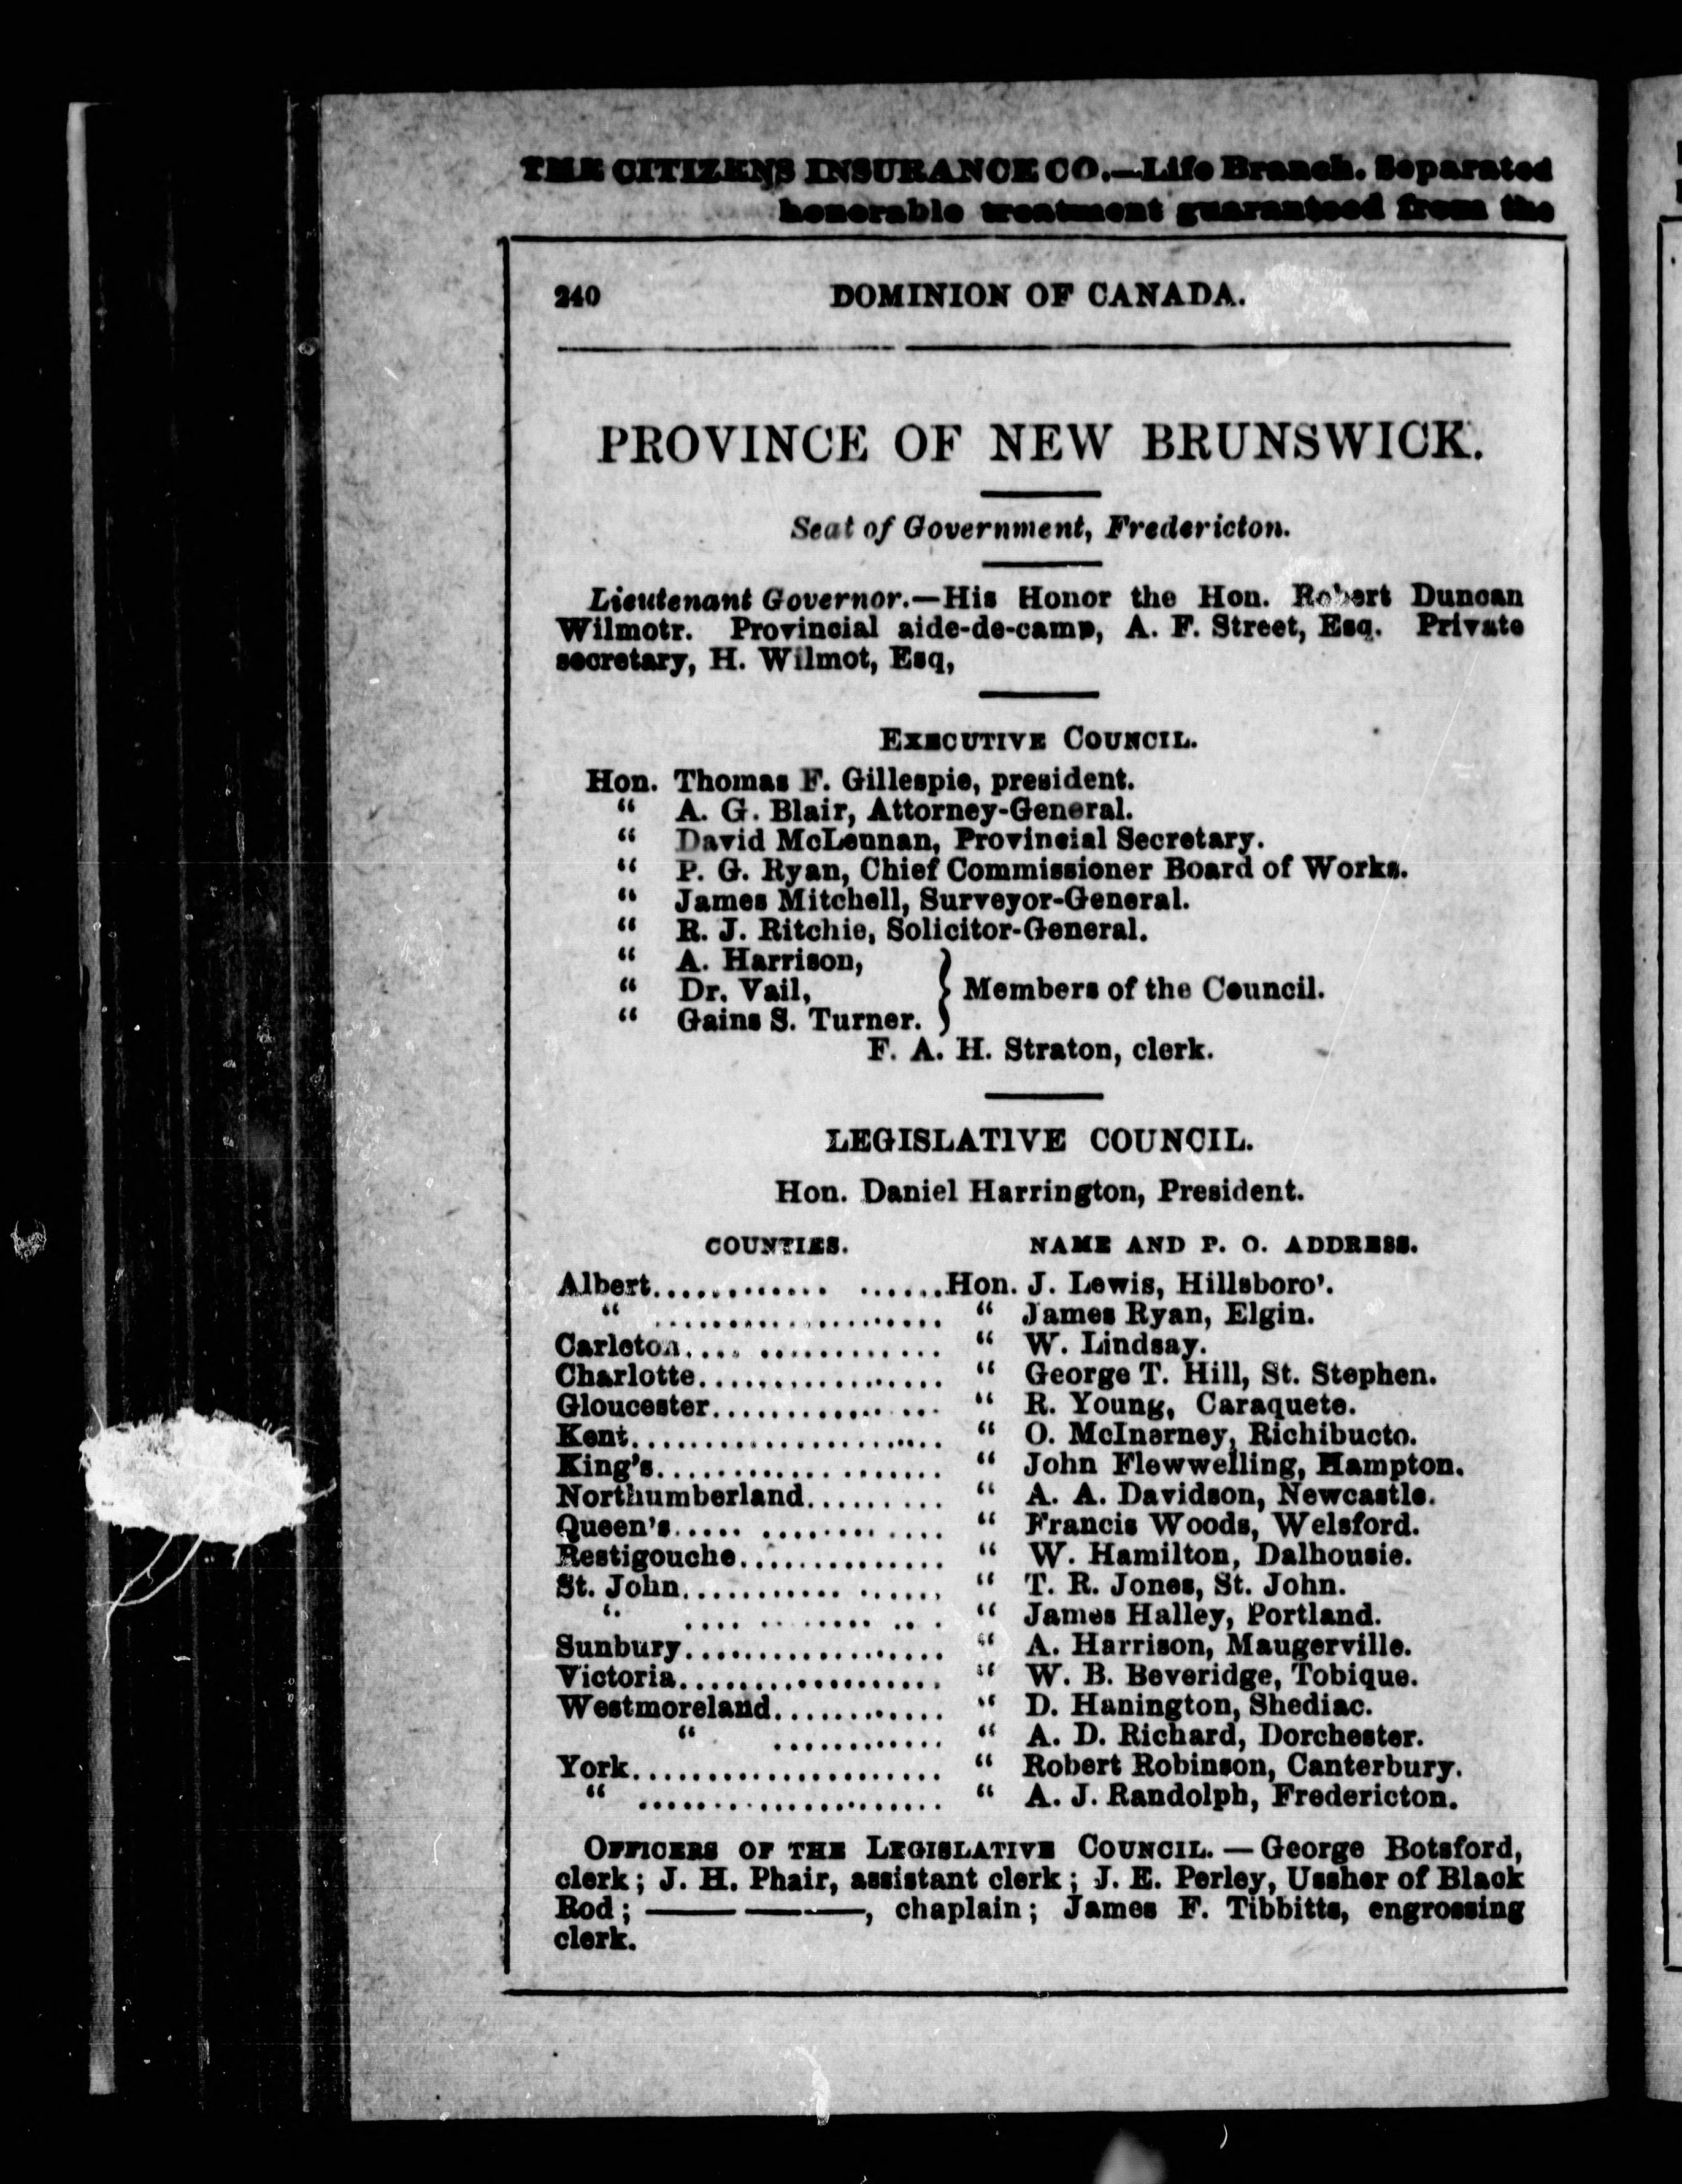 THE CITIZENS INSURANCE CO.—Life Branch. Separated
honorable treatment guaranteed from the
240 DOMINION OF CANADA.
PROVINCE OF NEW BRUNSWICK.
Seat of Government, Fredericton.
Lieutenant Governor.—His Honor the Hon. Robert Duncan
Wilmotr. Provincial aide-de-camp, A. F. Street, Esq. Private
secretary, H. Wilmot, Esq,
EXECUTIVE COUNCIL.
Hon. Thomas F. Gillespie, president.
“ A. G. Blair, Attorney-General.
“ David McLennan, Provincial Secretary.
“ P. G. Ryan, Chief Commissioner Board of Works.
“ James Mitchell, Surveyor-General.
“ R. J. Ritchie, Solicitor-General.
“ A. Harrison,
“ Dr. Vail, } Members of the Council.
“ Gains S. Turner.
F. A. H. Straton, clerk.
LEGISLATIVE COUNCIL.
Hon. Daniel Harrington, President.
COUNTIES. NAME AND P. O. ADDRESS.
Albert.................Hon. J. Lewis, Hillsboro'.
“ .................... “ James Ryan, Elgin.
Carleton................ “ W. Lindsay.
Charlotte................. “ George T. Hill, St. Stephen.
Gloucester............... “ R. Young, Caraquete.
Kent..................... “ O. McInerney, Richibucto.
King's................... “ John Flewwelling, Hampton.
Northumberland......... “ A. A. Davidson, Newcastle.
Queen's................. “ Francis Woods, Welsford.
Restigouche.............. “ W. Hamilton, Dalhousie.
St. John................. “ T. R. Jones, St. John.
“ ................ “ James Halley, Portland.
Sunbury.................. “ A. Harrison, Maugerville.
Victoria.................. “ W. B. Beveridge, Tobique.
Westmoreland............ “ D. Hanington, Shediac.
“ ............ “ A. D. Richard, Dorchester.
York..................... “ Robert Robinson, Canterbury.
“ ..................... “ A. J. Randolph, Fredericton.
OFFICERS OF THE LEGISLATIVE COUNCIL. — George Botsford,
clerk; J. H. Phair, assistant clerk; J. E. Perley, Ussher of Black
Rod; —— ——, chaplain; James F. Tibbitts, engrossing
clerk.